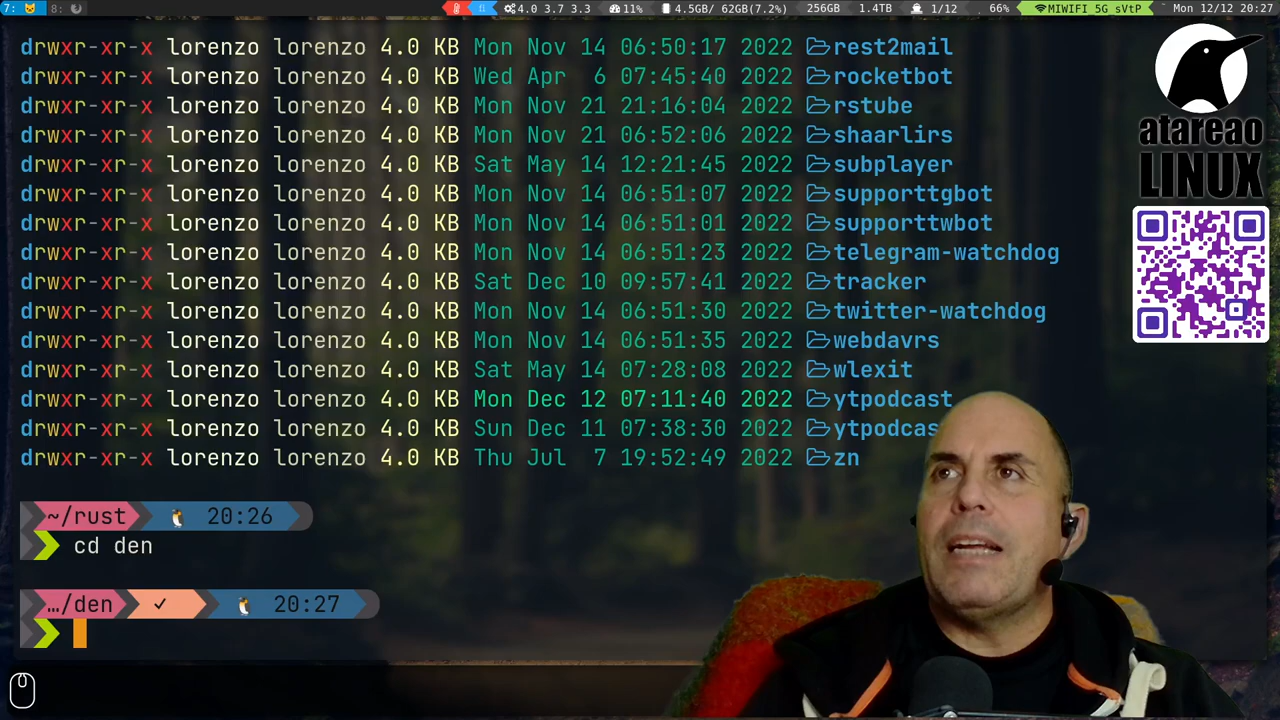 7: 8: 4.0 3.7 3.3 11% 4.5GB/ 62GB(7.2%) 256GB 1.4TB 1/12 66% MIWIFI 5G sVtP Mon 12/12 20:27
drwxr-xr-x lorenzo lorenzo 4.0 KB Mon Nov 14 06:50:17 2022 rest2mail
drwxr-xr-x lorenzo lorenzo 4.0 KB Wed Apr 6 07:45:40 2022 rocketbot
drwxr-xr-x lorenzo lorenzo 4.0 KB Mon Nov 21 21:16:04 2022 rstube
drwxr-xr-x lorenzo lorenzo 4.0 KB Mon Nov 21 06:52:06 2022 shaarlirs
drwxr-xr-x lorenzo lorenzo 4.0 KB Sat May 14 12:21:45 2022 subplayer
drwxr-xr-x lorenzo lorenzo 4.0 KB Mon Nov 14 06:51:07 2022 supporttgbot
drwxr-xr-x lorenzo lorenzo 4.0 KB Mon Nov 14 06:51:01 2022 supporttwbot
drwxr-xr-x lorenzo lorenzo 4.0 KB Mon Nov 14 06:51:23 2022 telegram-watchdog
drwxr-xr-x lorenzo lorenzo 4.0 KB Sat Dec 10 09:57:41 2022 tracker
drwxr-xr-x lorenzo lorenzo 4.0 KB Mon Nov 14 06:51:30 2022 twitter-watchdog
drwxr-xr-x lorenzo lorenzo 4.0 KB Mon Nov 14 06:51:35 2022 webdavrs
drwxr-xr-x lorenzo lorenzo 4.0 KB Sat May 14 07:28:08 2022 wlexit
drwxr-xr-x lorenzo lorenzo 4.0 KB Mon Dec 12 07:11:40 2022 ytpodcast
drwxr-xr-x lorenzo lorenzo 4.0 KB Sun Dec 11 07:38:30 2022 ytpodcas
drwxr-xr-x lorenzo lorenzo 4.0 KB Thu Jul 7 19:52:49 2022 zn
~/rust 20:26
cd den
…/den ✓ 20:27
atareao
LINUX